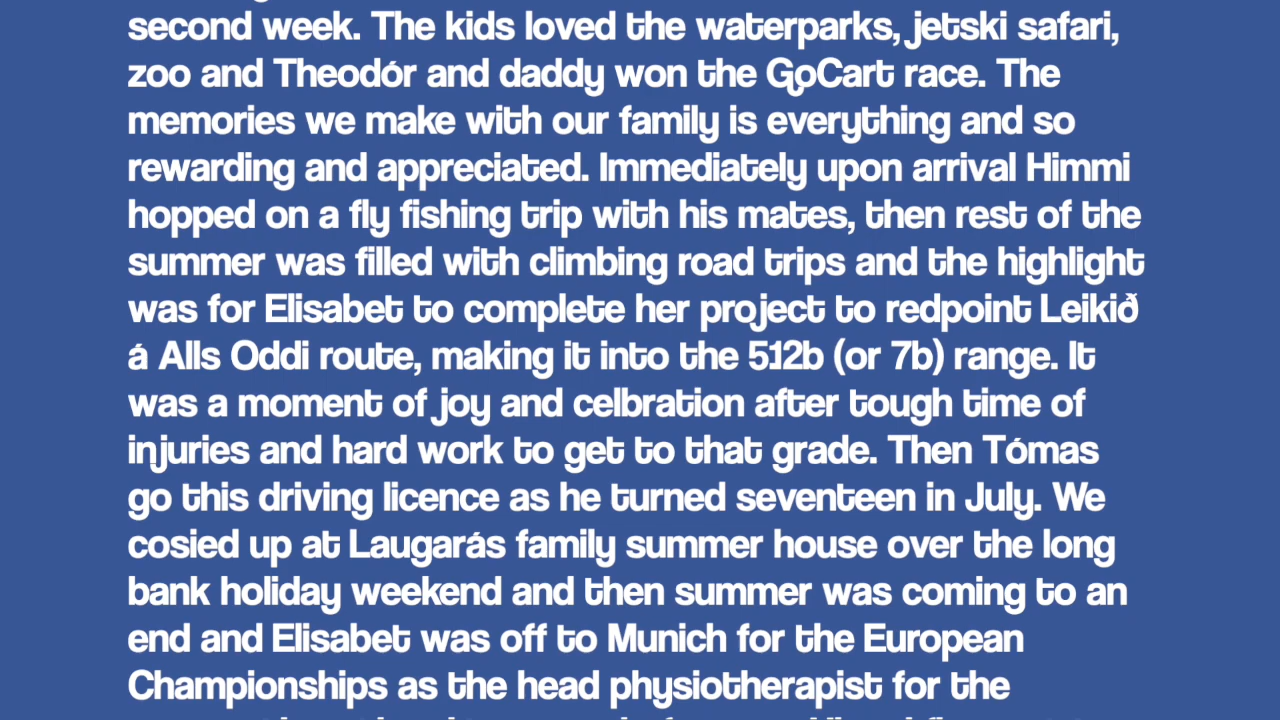 second week. The kids loved the waterparks, jetski safari,
zoo and Theodór and daddy won the GoCart race. The
memories we make with our family is everything and so
rewarding and appreciated. Immediately upon arrival Himmi
hopped on a fly fishing trip with his mates, then rest of the
summer was filled with climbing road trips and the highlight
was for Elisabet to complete her project to redpoint Leikið
á Alls Oddi route, making it into the 512b (or 7b) range. It
was a moment of joy and celbration after tough time of
injuries and hard work to get to that grade. Then Tómas
go this driving licence as he turned seventeen in July. We
cosied up at Laugarás family summer house over the long
bank holiday weekend and then summer was coming to an
end and Elisabet was off to Munich for the European
Championships as the head physiotherapist for the